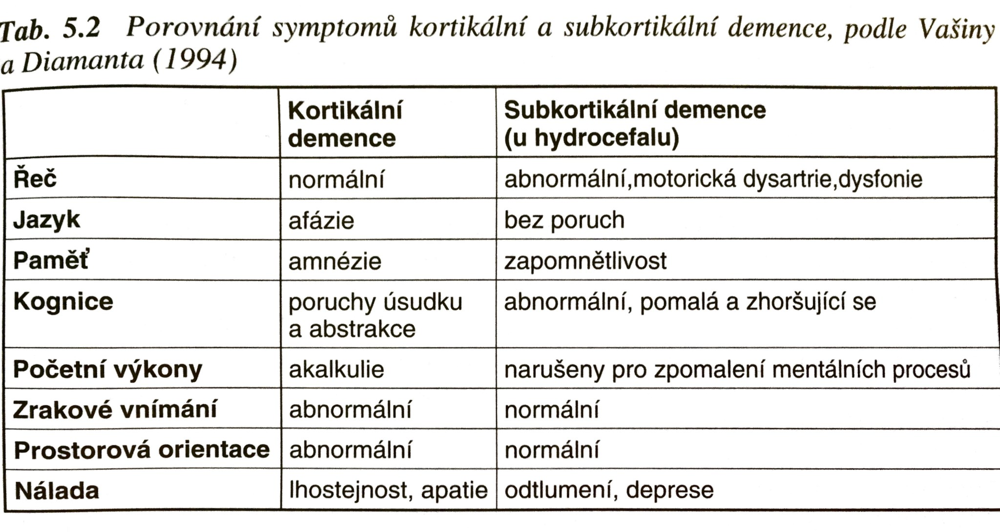 Tab. 5.2 Porovnání symptomů kortikální a subkortikální demence, podle Vašiny
a Diamanta (1994)
Kortikální demence
Subkortikální demence
(u hydrocefalu)
Řeč normální abnormální,motorická dysartrie,dysfonie
Jazyk afázie bez poruch
Paměť amnézie zapomnětlivost
Kognice poruchy úsudku abnormální, pomalá a zhoršující se
a abstrakce
Početní výkony akalkulie narušeny pro zpomalení mentálních procesů
Zrakové vnímání abnormální normální
Prostorová orientace abnormální normální
Nálada lhostejnost, apatie odtlumení, deprese